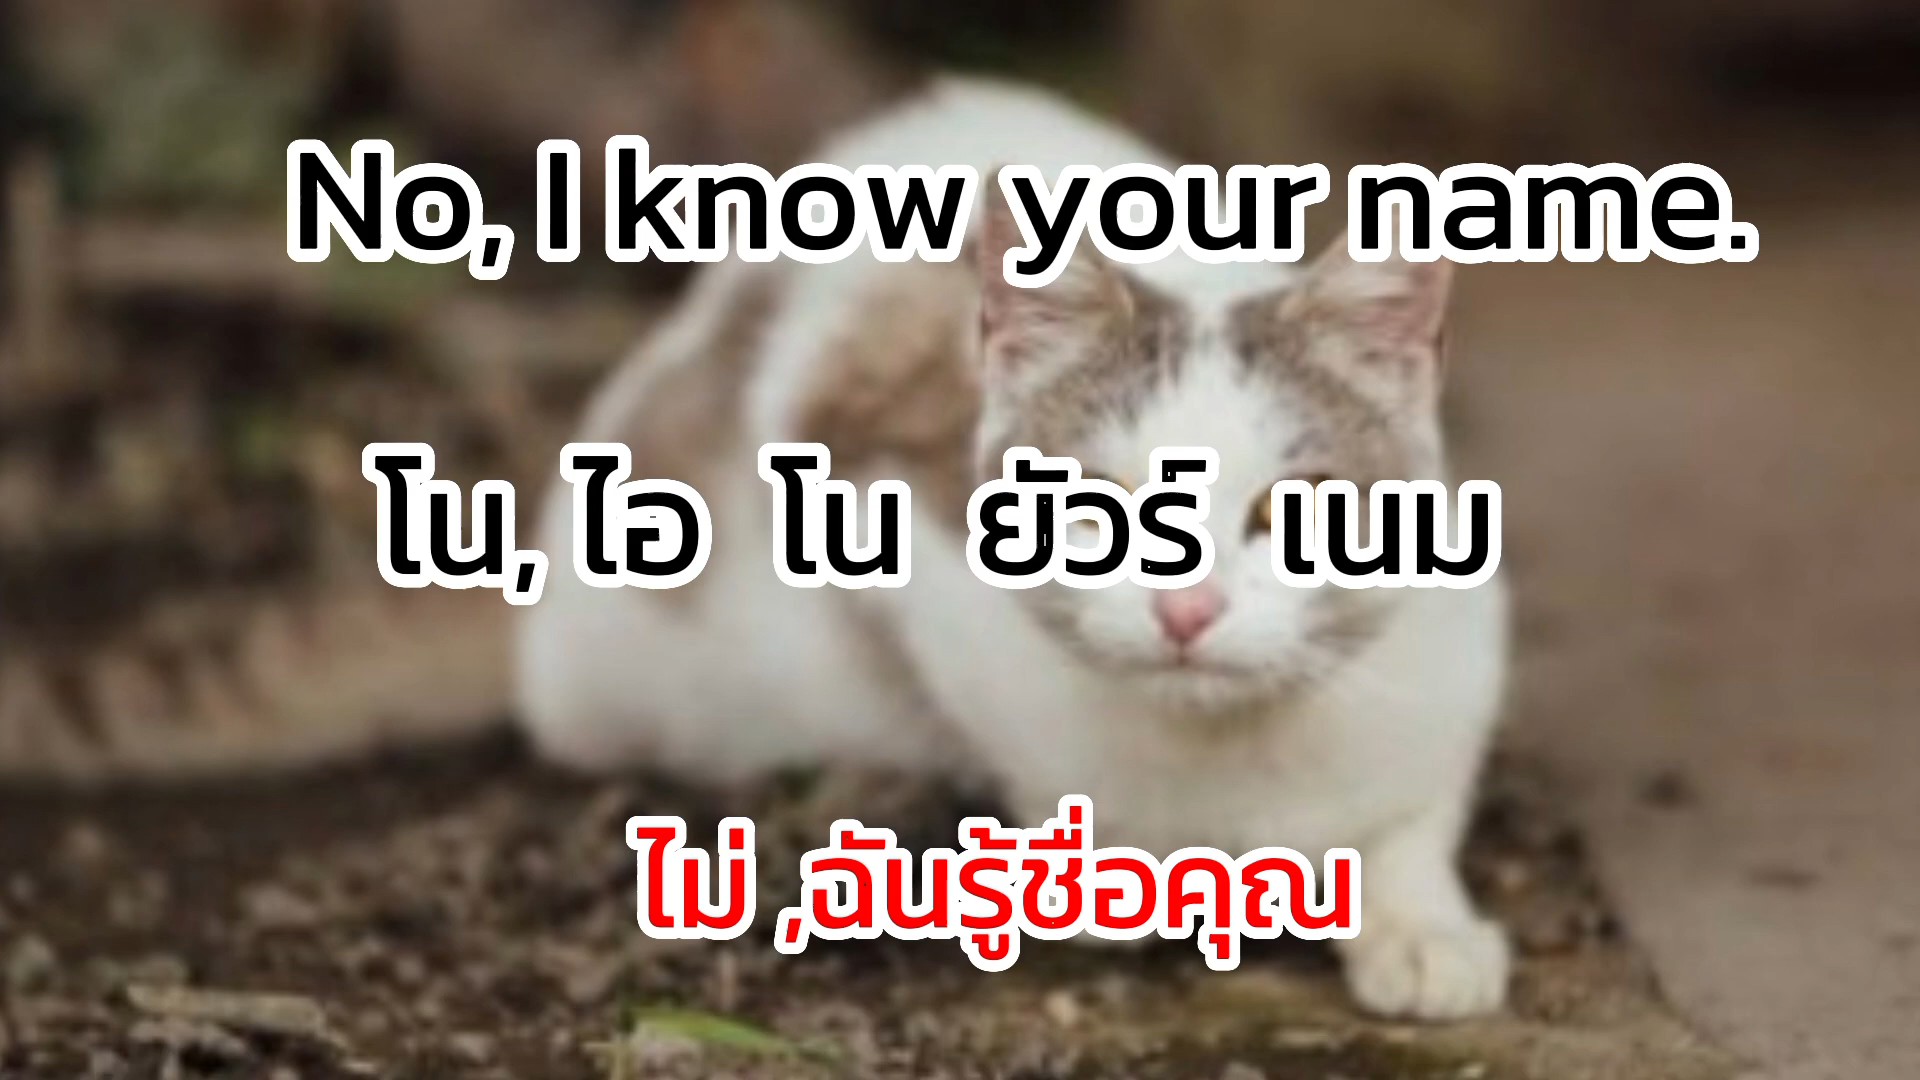 No, I know your name.
โน, ไอ โน ยัวร์ เนม
ไม่ ,ฉันรู้ชื่อคุณ